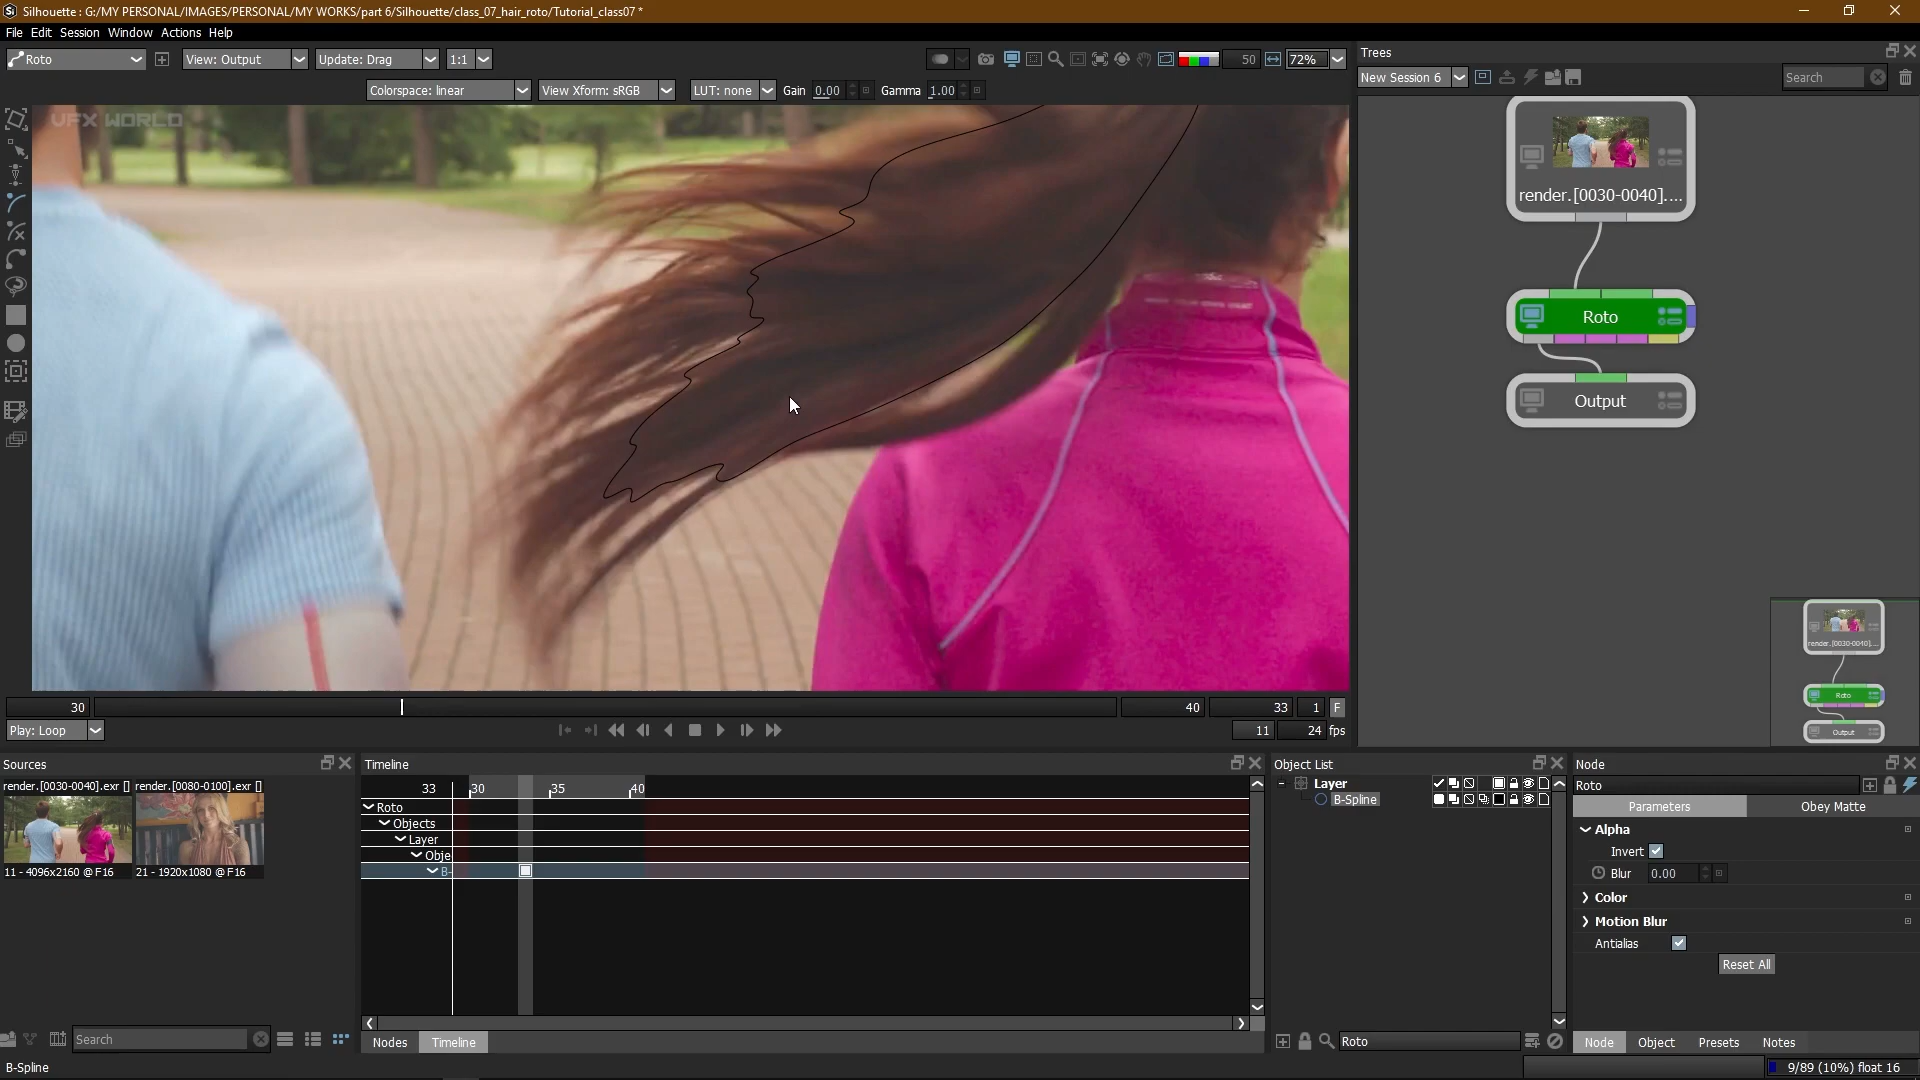 Silhouette : G:/MY PERSONAL/IMAGES/PERSONAL/MY WORKS/part 6/Silhouette/class_07_hair_roto/Tutorial_class07 *
File Edit Session Window Actions Help
Roto View: Output Update: Drag 1:1 50 72%
Colorspace: linear View Xform: sRGB LUT: none Gain 0.00 Gamma 1.00
VFX WORLD
Trees
New Session 6 Search
render.[0030-0040]....
Roto
Output
render.[0030-0040]....
Roto
Output
30 40 33 1 F
Play: Loop 11 24 fps
Sources
render.[0030-0040].exr [] render.[0080-0100].exr []
11 - 4096x2160 @ F16 21 - 1920x1080 @ F16
Search
B-Spline
Timeline
33 30 35 40
Roto
Objects
Layer
Obje
B-
Nodes Timeline
Object List
Layer
B-Spline
Roto
Node
Roto
Parameters Obey Matte
Alpha
Invert
Blur 0.00
Color
Motion Blur
Antialias
Reset All
Node Object Presets Notes
9/89 (10%) float 16